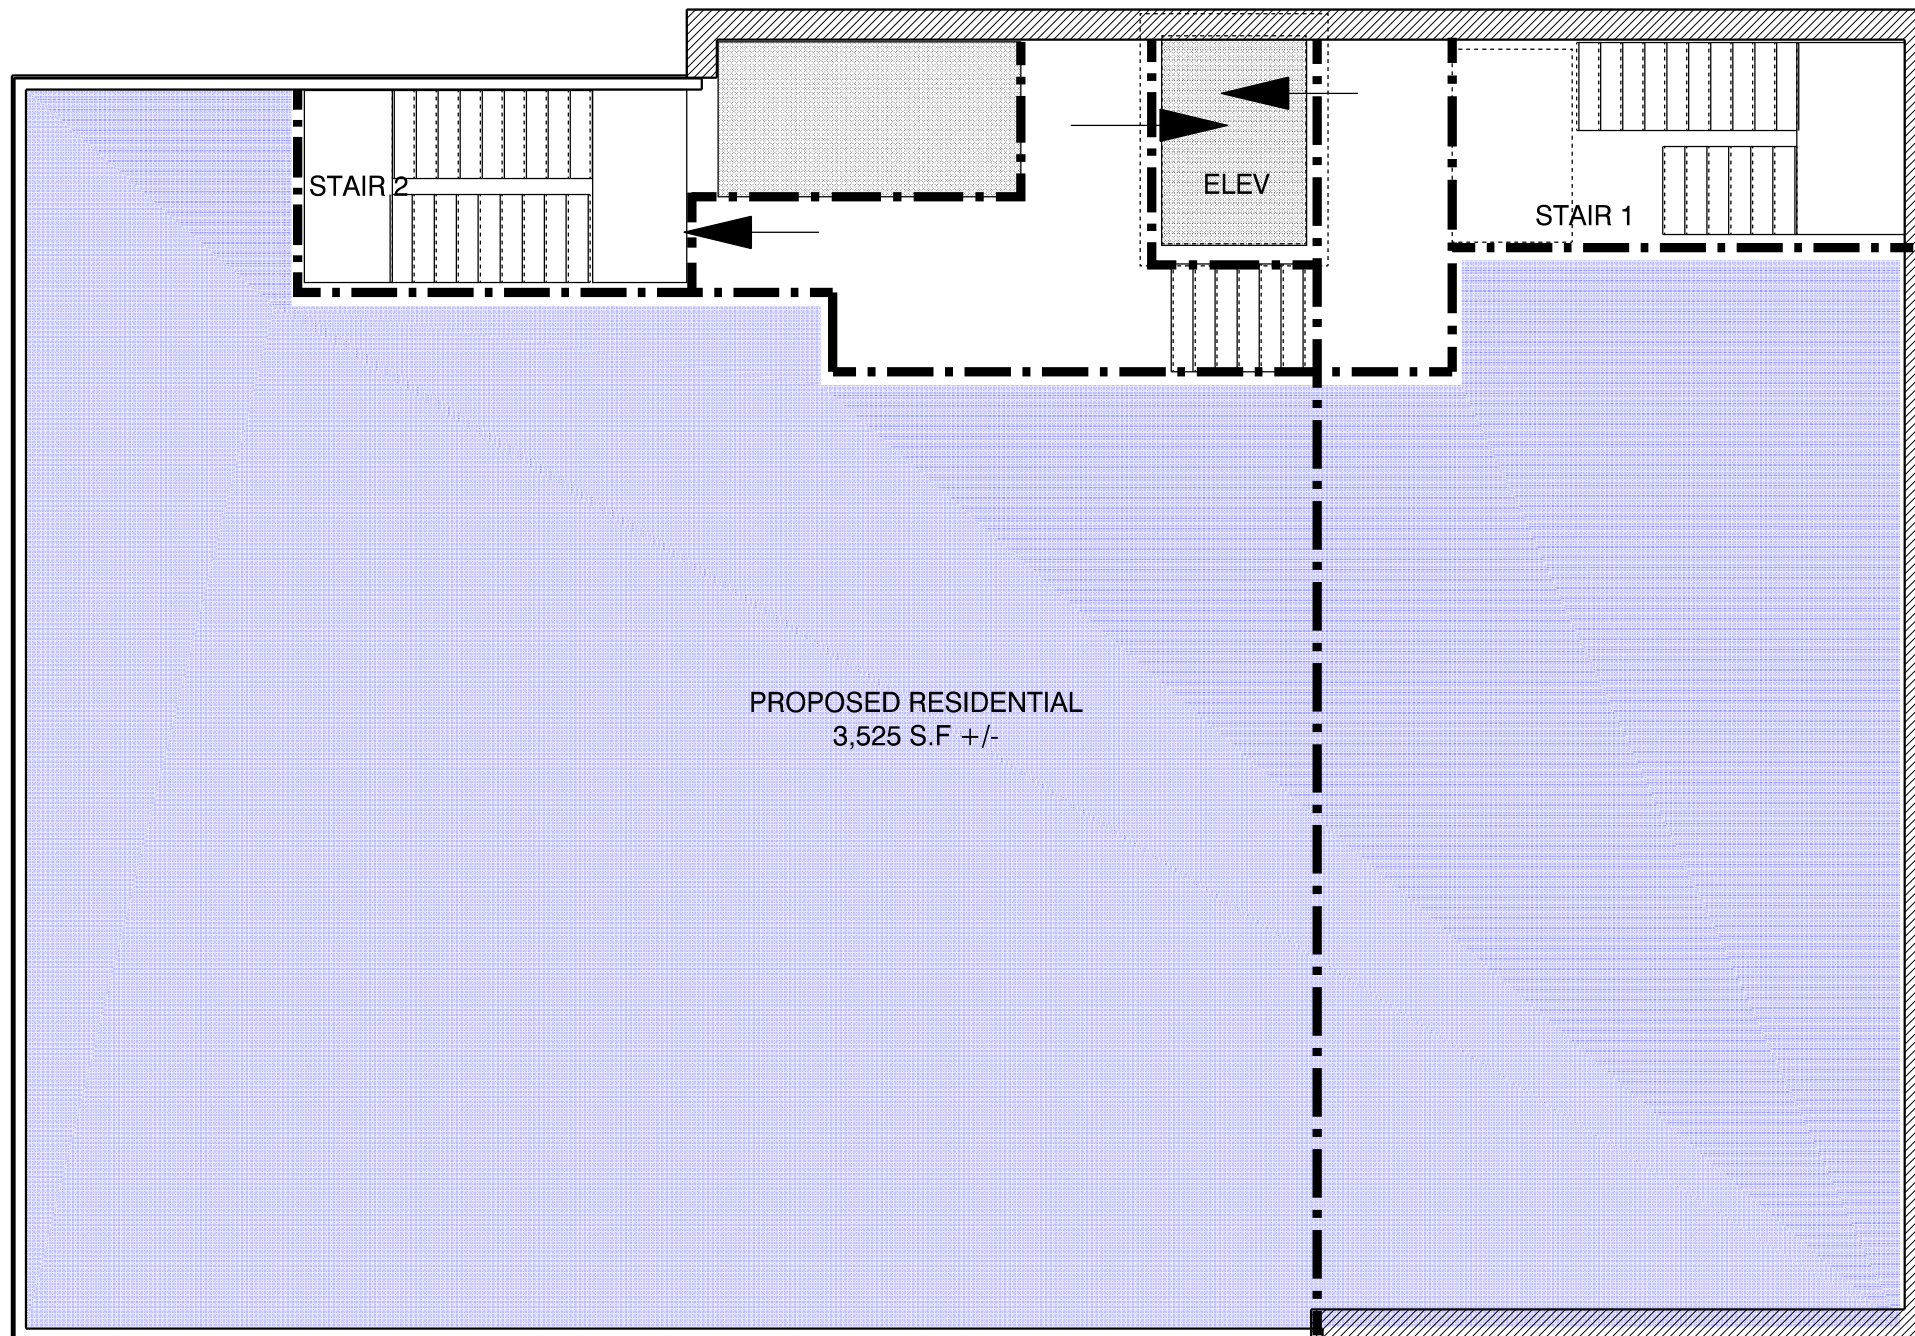 STAIR 2
ELEV
STAIR 1
PROPOSED RESIDENTIAL
3,525 S.F +/-